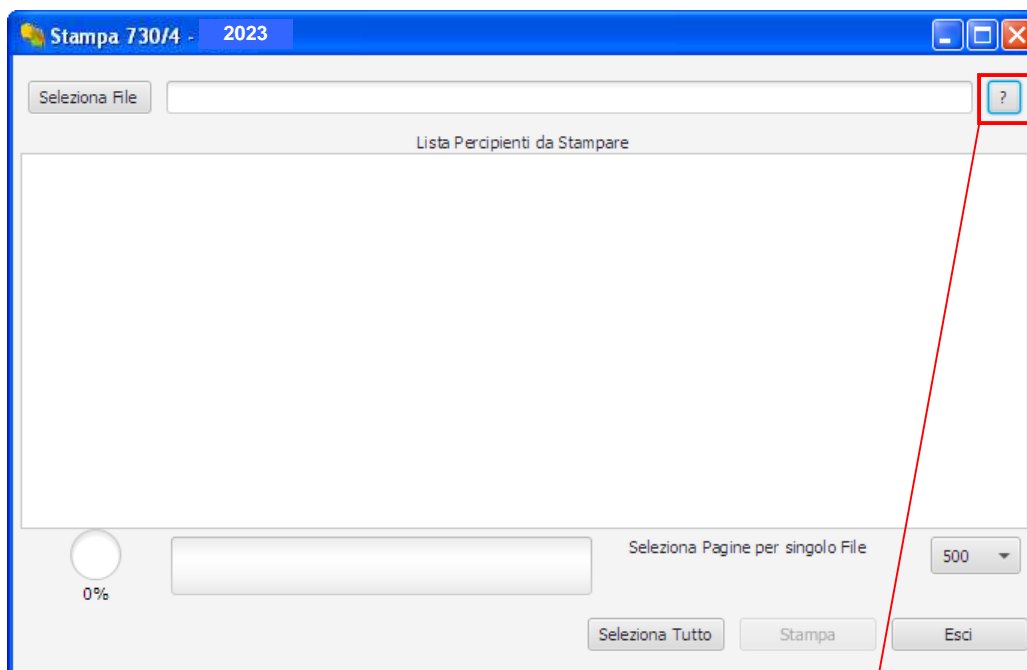 Stampa 730/4 - 2023
Seleziona File
?
Lista Percipienti da Stampare
Seleziona Pagine per singolo File
500
0%
Seleziona Tutto
Stampa
Esci